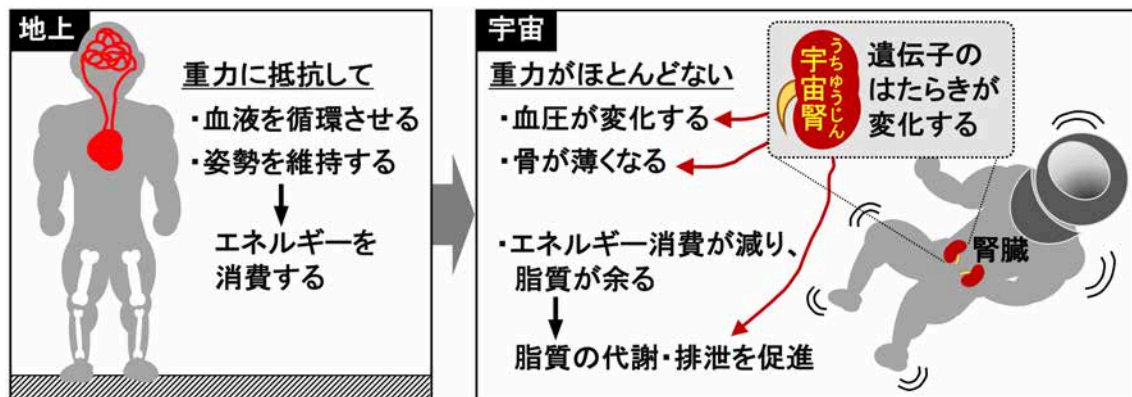 地上
重力に抵抗して
・血液を循環させる
・姿勢を維持する
エネルギーを
消費する
宇宙
重力がほとんどない
・血圧が変化する
・骨が薄くなる
・エネルギー消費が減り、
脂質が余る
脂質の代謝・排泄を促進
宇宙腎
うちゅうじん
遺伝子の
はたらきが
変化する
腎臓